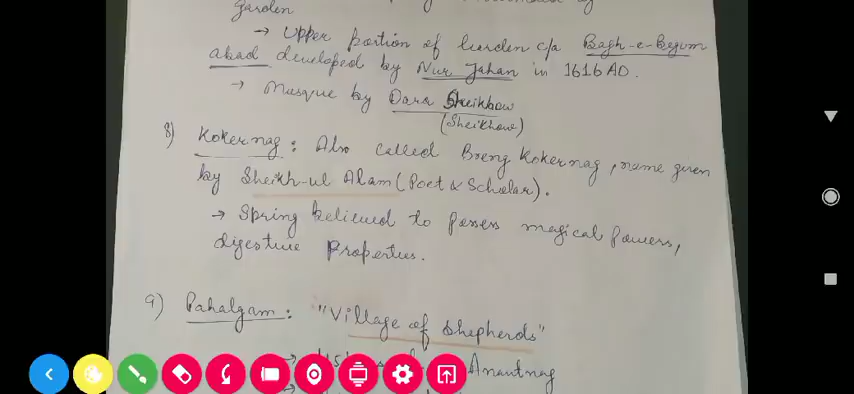 Garden
of
→ Upper portion of Garden c/a Bagh-e-Begum
abad developed by Nur Jahan in 1616 AD.
→ Mosque by Dara Sheikhow
(Sheikhow)
8) Kokernag: Also called Breng Kokernag, name given
by Sheikh-ul Alam (Poet & Scholar).
→ Spring believed to posses magical powers,
digestive Properties.
9) Pahalgam: "Village of Shepherds"
→ Anantnag